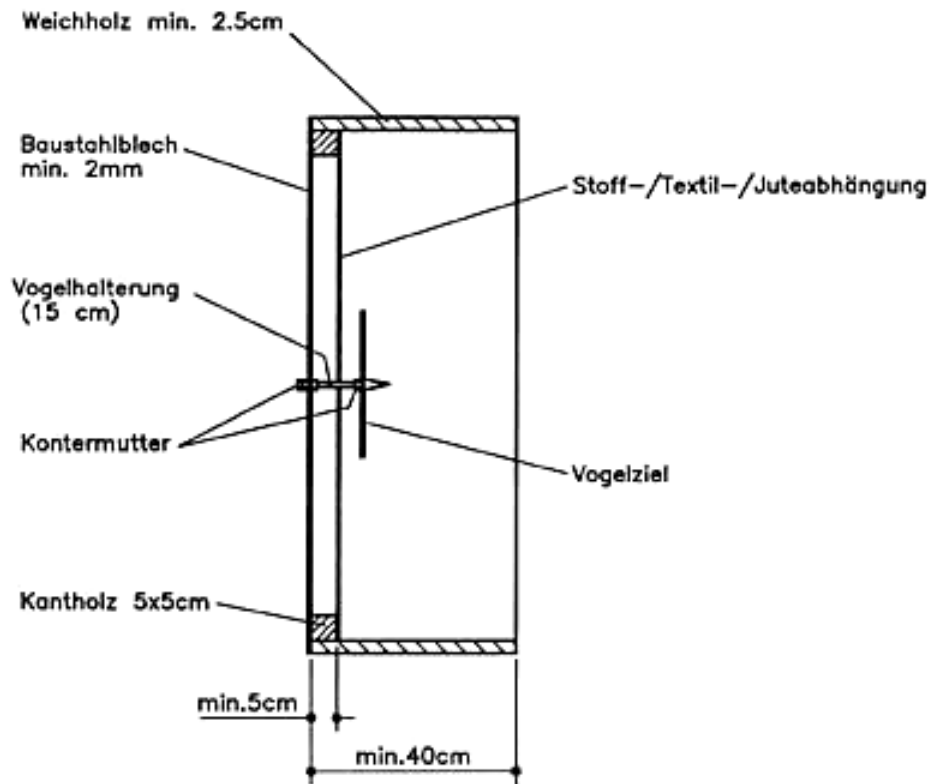 Weichholz min. 2.5cm
Baustahlblech
min. 2mm
Stoff-/Textil-/Juteabhängung
Vogelhalterung
(15 cm)
Kontermutter
Vogelziel
Kantholz 5x5cm
min.5cm
min.40cm